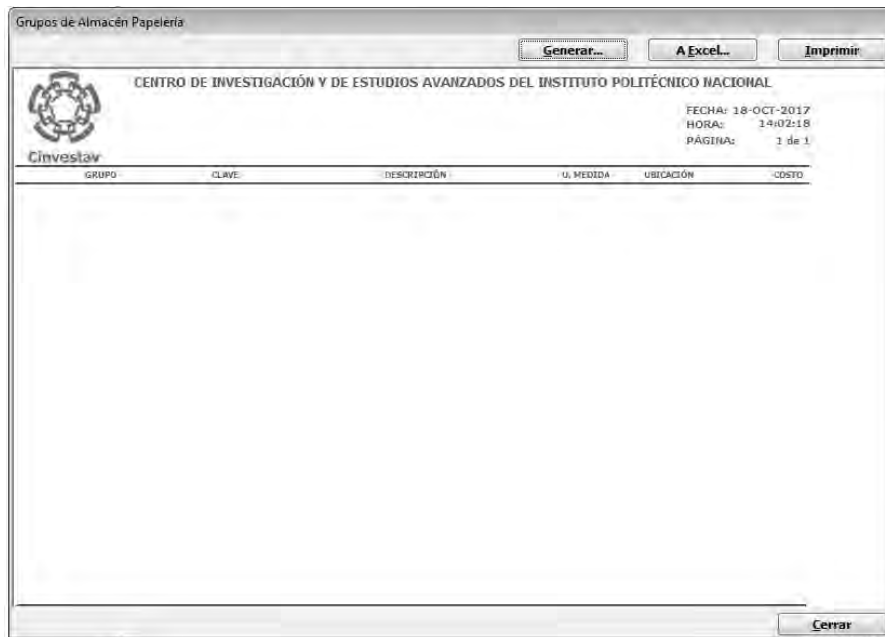 Grupos de Almacén Papelería
Generar... A Excel... Imprimir
CENTRO DE INVESTIGACIÓN Y DE ESTUDIOS AVANZADOS DEL INSTITUTO POLITÉCNICO NACIONAL
FECHA: 18-OCT-2017
HORA: 14:02:18
PÁGINA: 1 de 1
Cinvestav
GRUPO CLAVE DESCRIPCIÓN U. MEDIDA UBICACIÓN COSTO
Cerrar